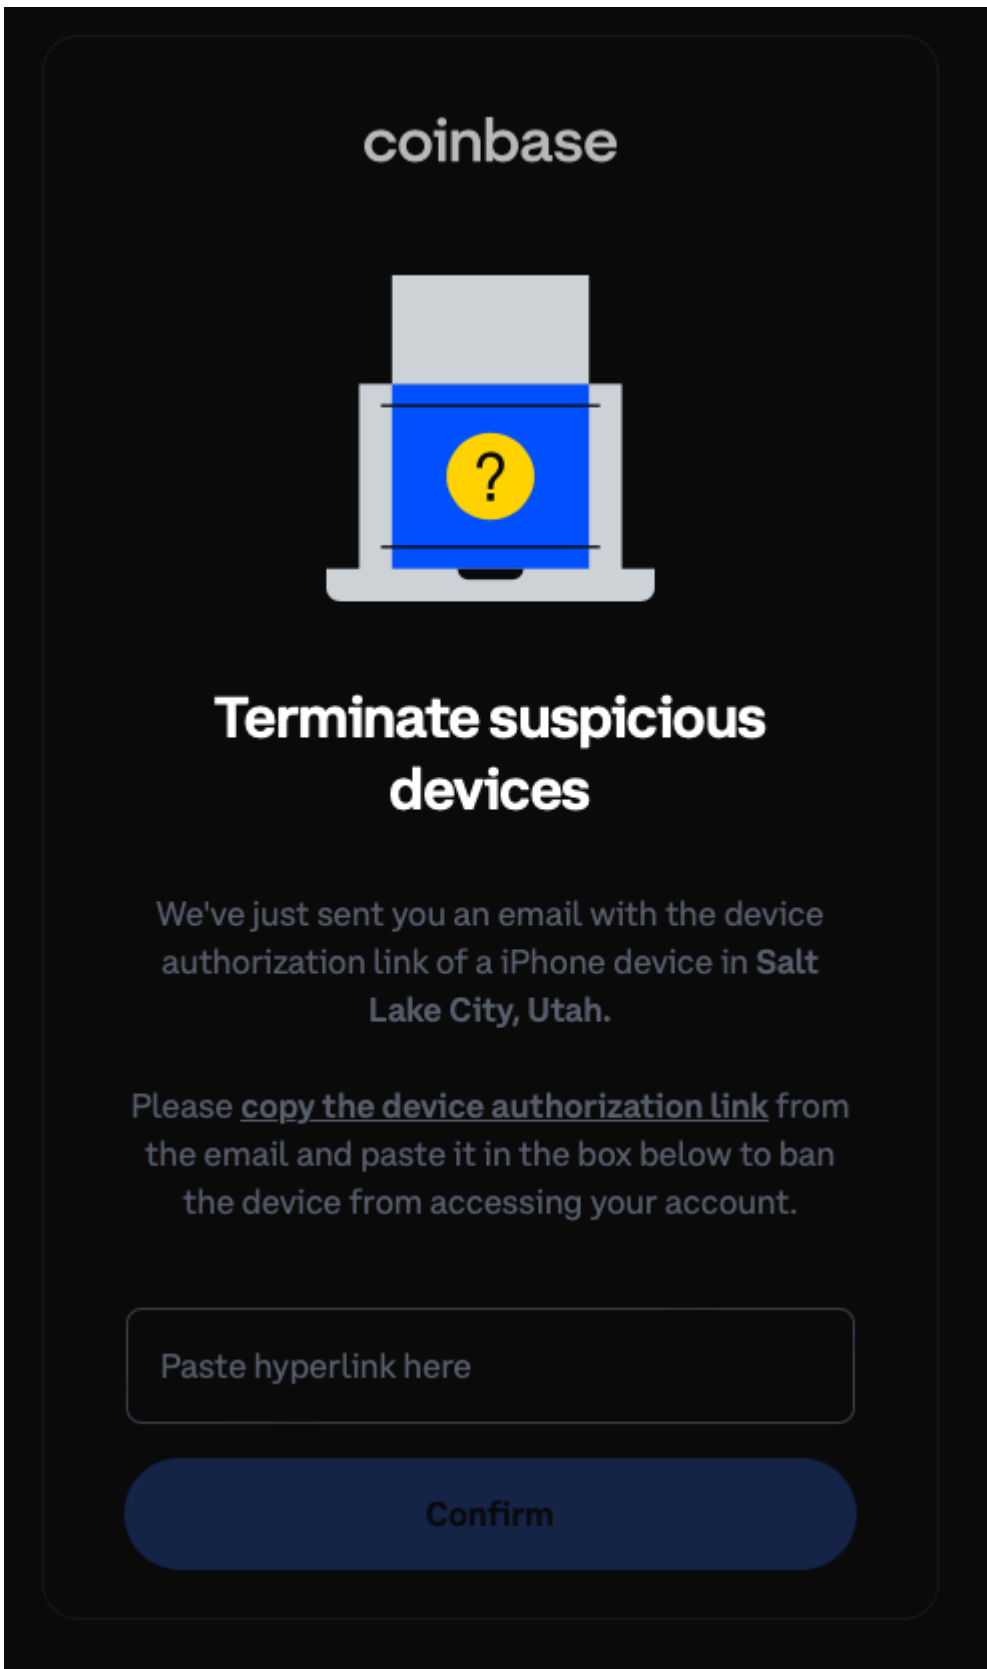 coinbase
?
Terminate suspicious
devices
We've just sent you an email with the device
authorization link of a iPhone device in Salt
Lake City, Utah.
Please copy the device authorization link from
the email and paste it in the box below to ban
the device from accessing your account.
Paste hyperlink here
Confirm